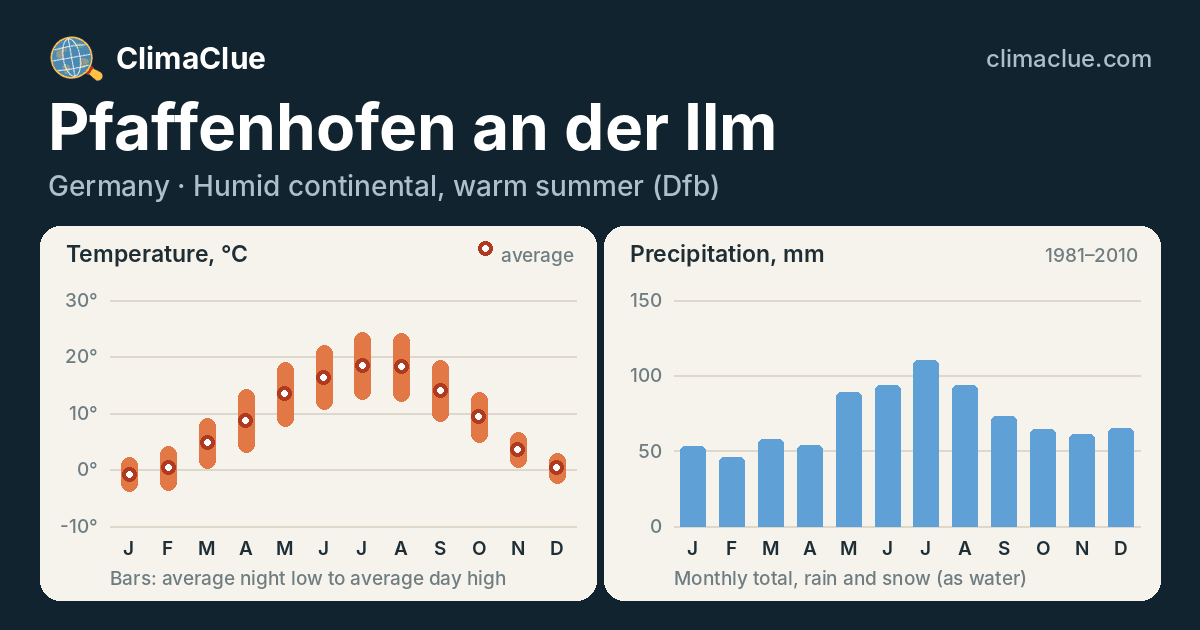 ClimaClue
climaclue.com
Pfaffenhofen an der Ilm
Germany · Humid continental, warm summer (Dfb)
Temperature, °C
average
30°
20°
10°
0°
-10°
J F M A M J J A S O N D
Bars: average night low to average day high
Precipitation, mm
1981–2010
150
100
50
0
J F M A M J J A S O N D
Monthly total, rain and snow (as water)